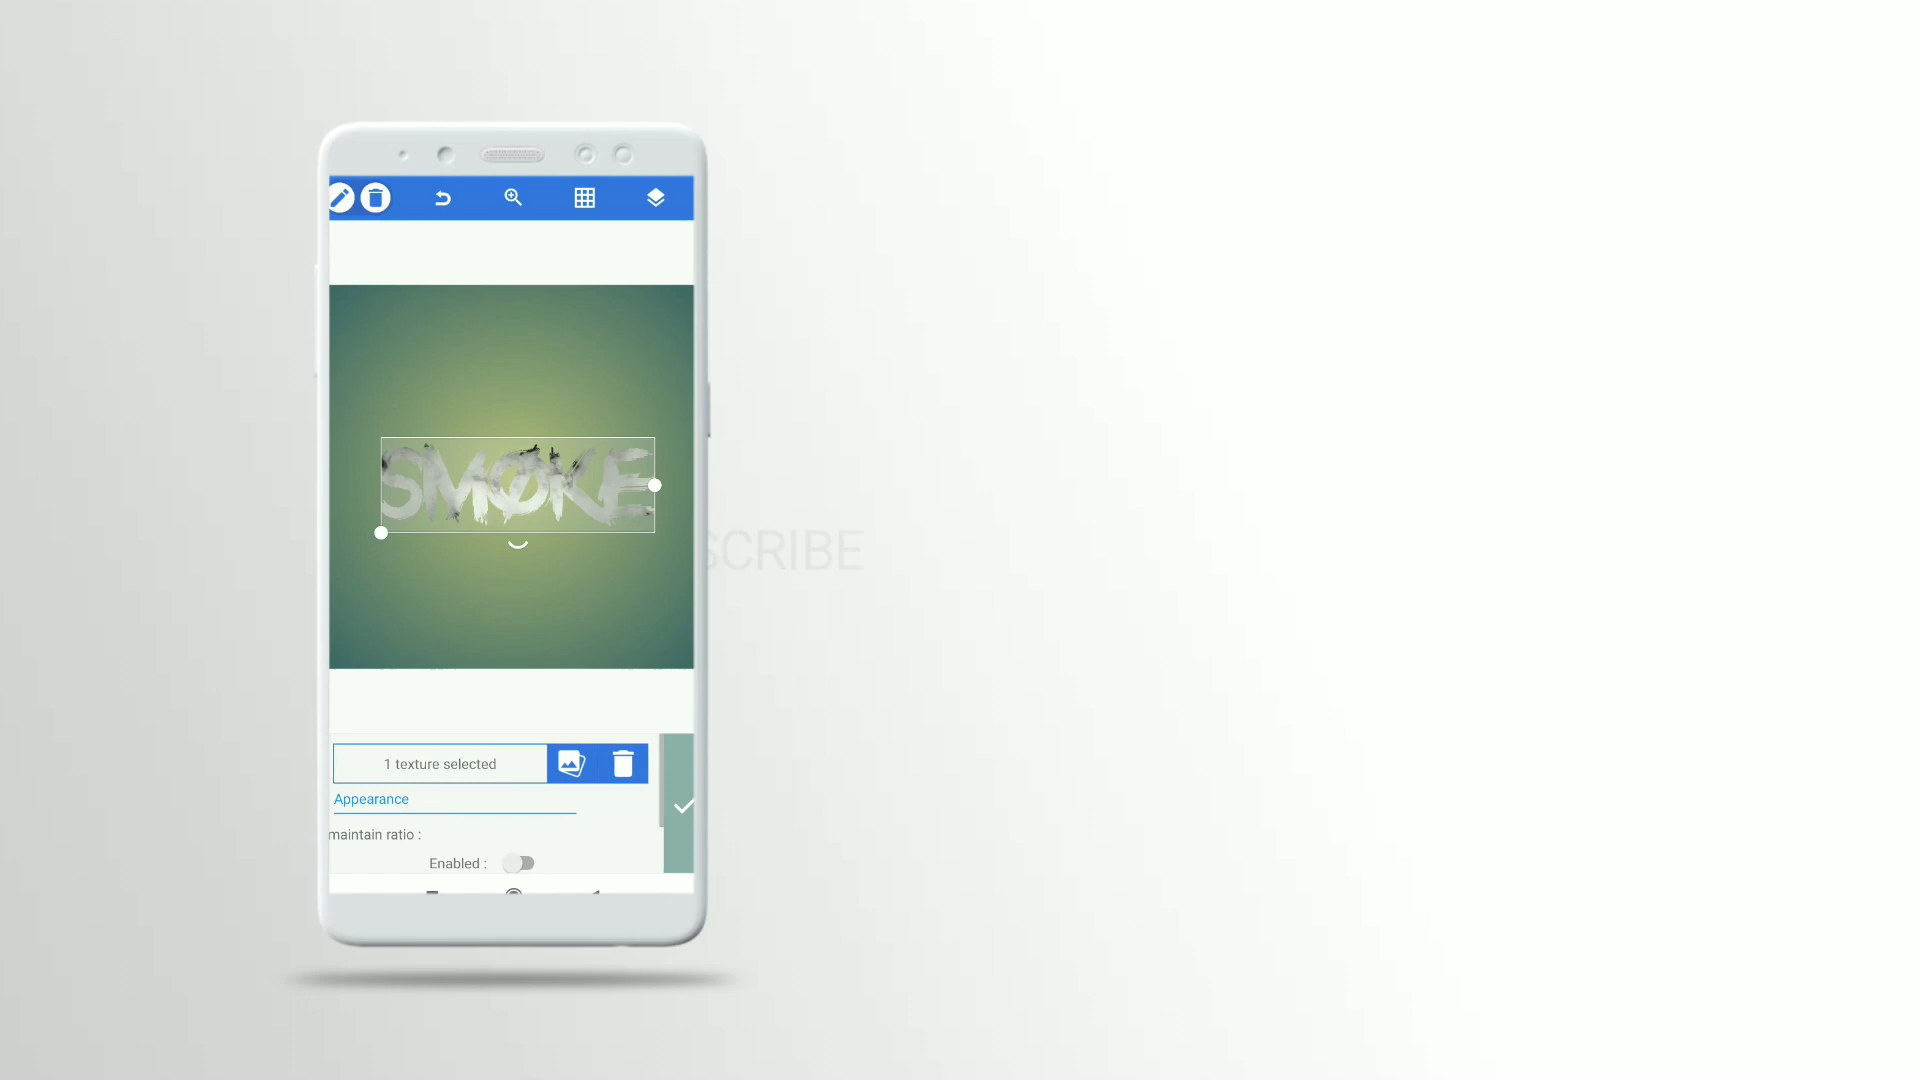 SMOKE
SCRIBE
1 texture selected
Appearance
maintain ratio :
Enabled :